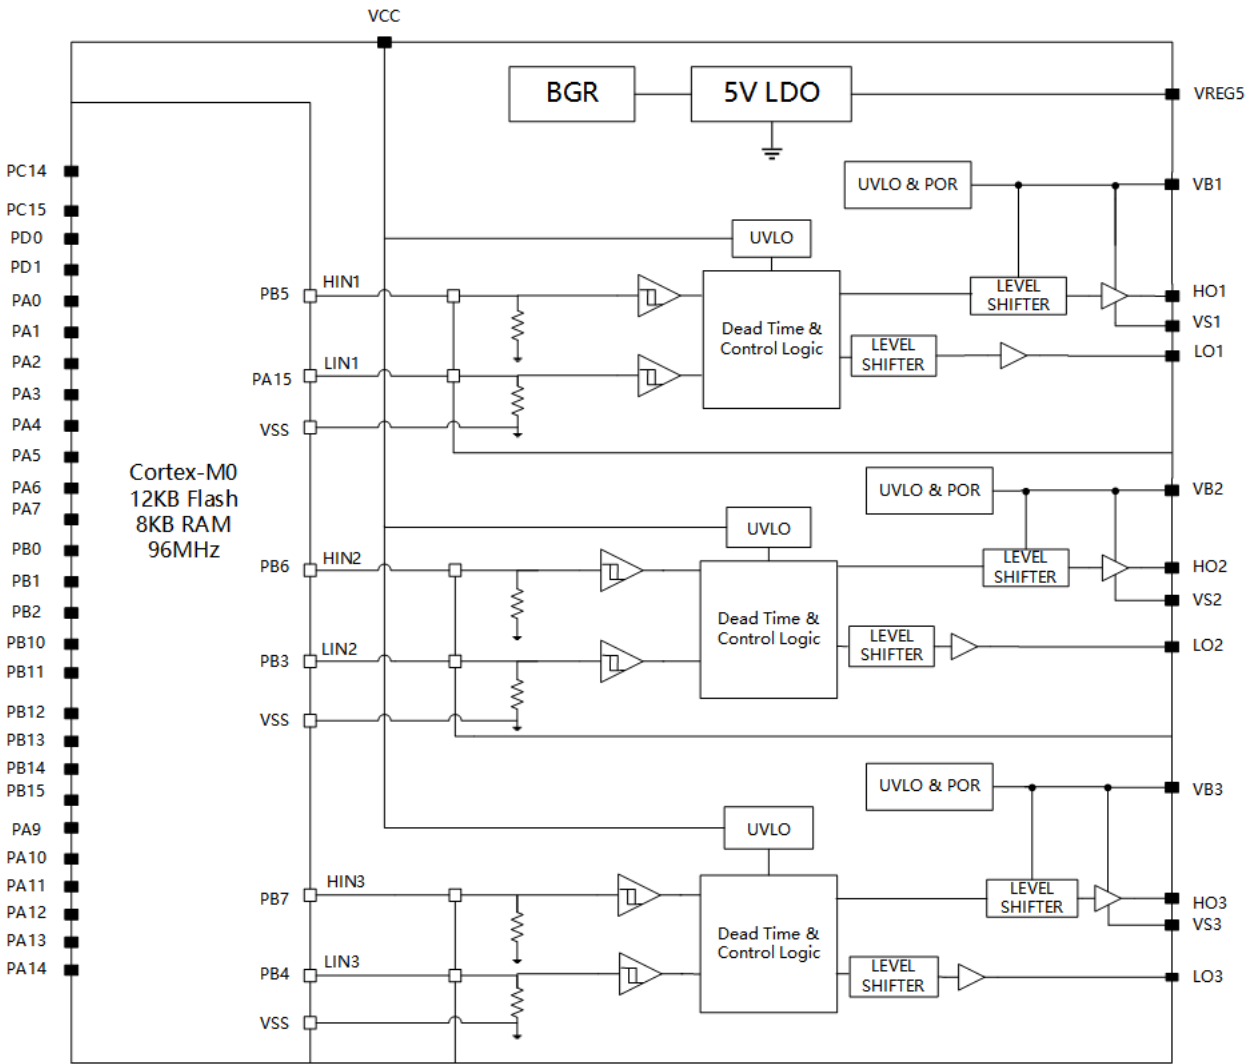 VCC
BGR
5V LDO
VREG5
PC14
PC15
PD0
PD1
PA0
PA1
PA2
PA3
PA4
PA5
PA6
PA7
PB0
PB1
PB2
PB10
PB11
PB12
PB13
PB14
PB15
PA9
PA10
PA11
PA12
PA13
PA14
Cortex-M0
12KB Flash
8KB RAM
96MHz
UVLO & POR
VB1
UVLO
PB5
HIN1
LEVEL
SHIFTER
HO1
VS1
Dead Time &
Control Logic
LEVEL
SHIFTER
LO1
PA15
LIN1
VSS
UVLO & POR
VB2
UVLO
PB6
HIN2
LEVEL
SHIFTER
HO2
VS2
Dead Time &
Control Logic
LEVEL
SHIFTER
LO2
PB3
LIN2
VSS
UVLO & POR
VB3
UVLO
PB7
HIN3
LEVEL
SHIFTER
HO3
VS3
Dead Time &
Control Logic
LEVEL
SHIFTER
LO3
PB4
LIN3
VSS